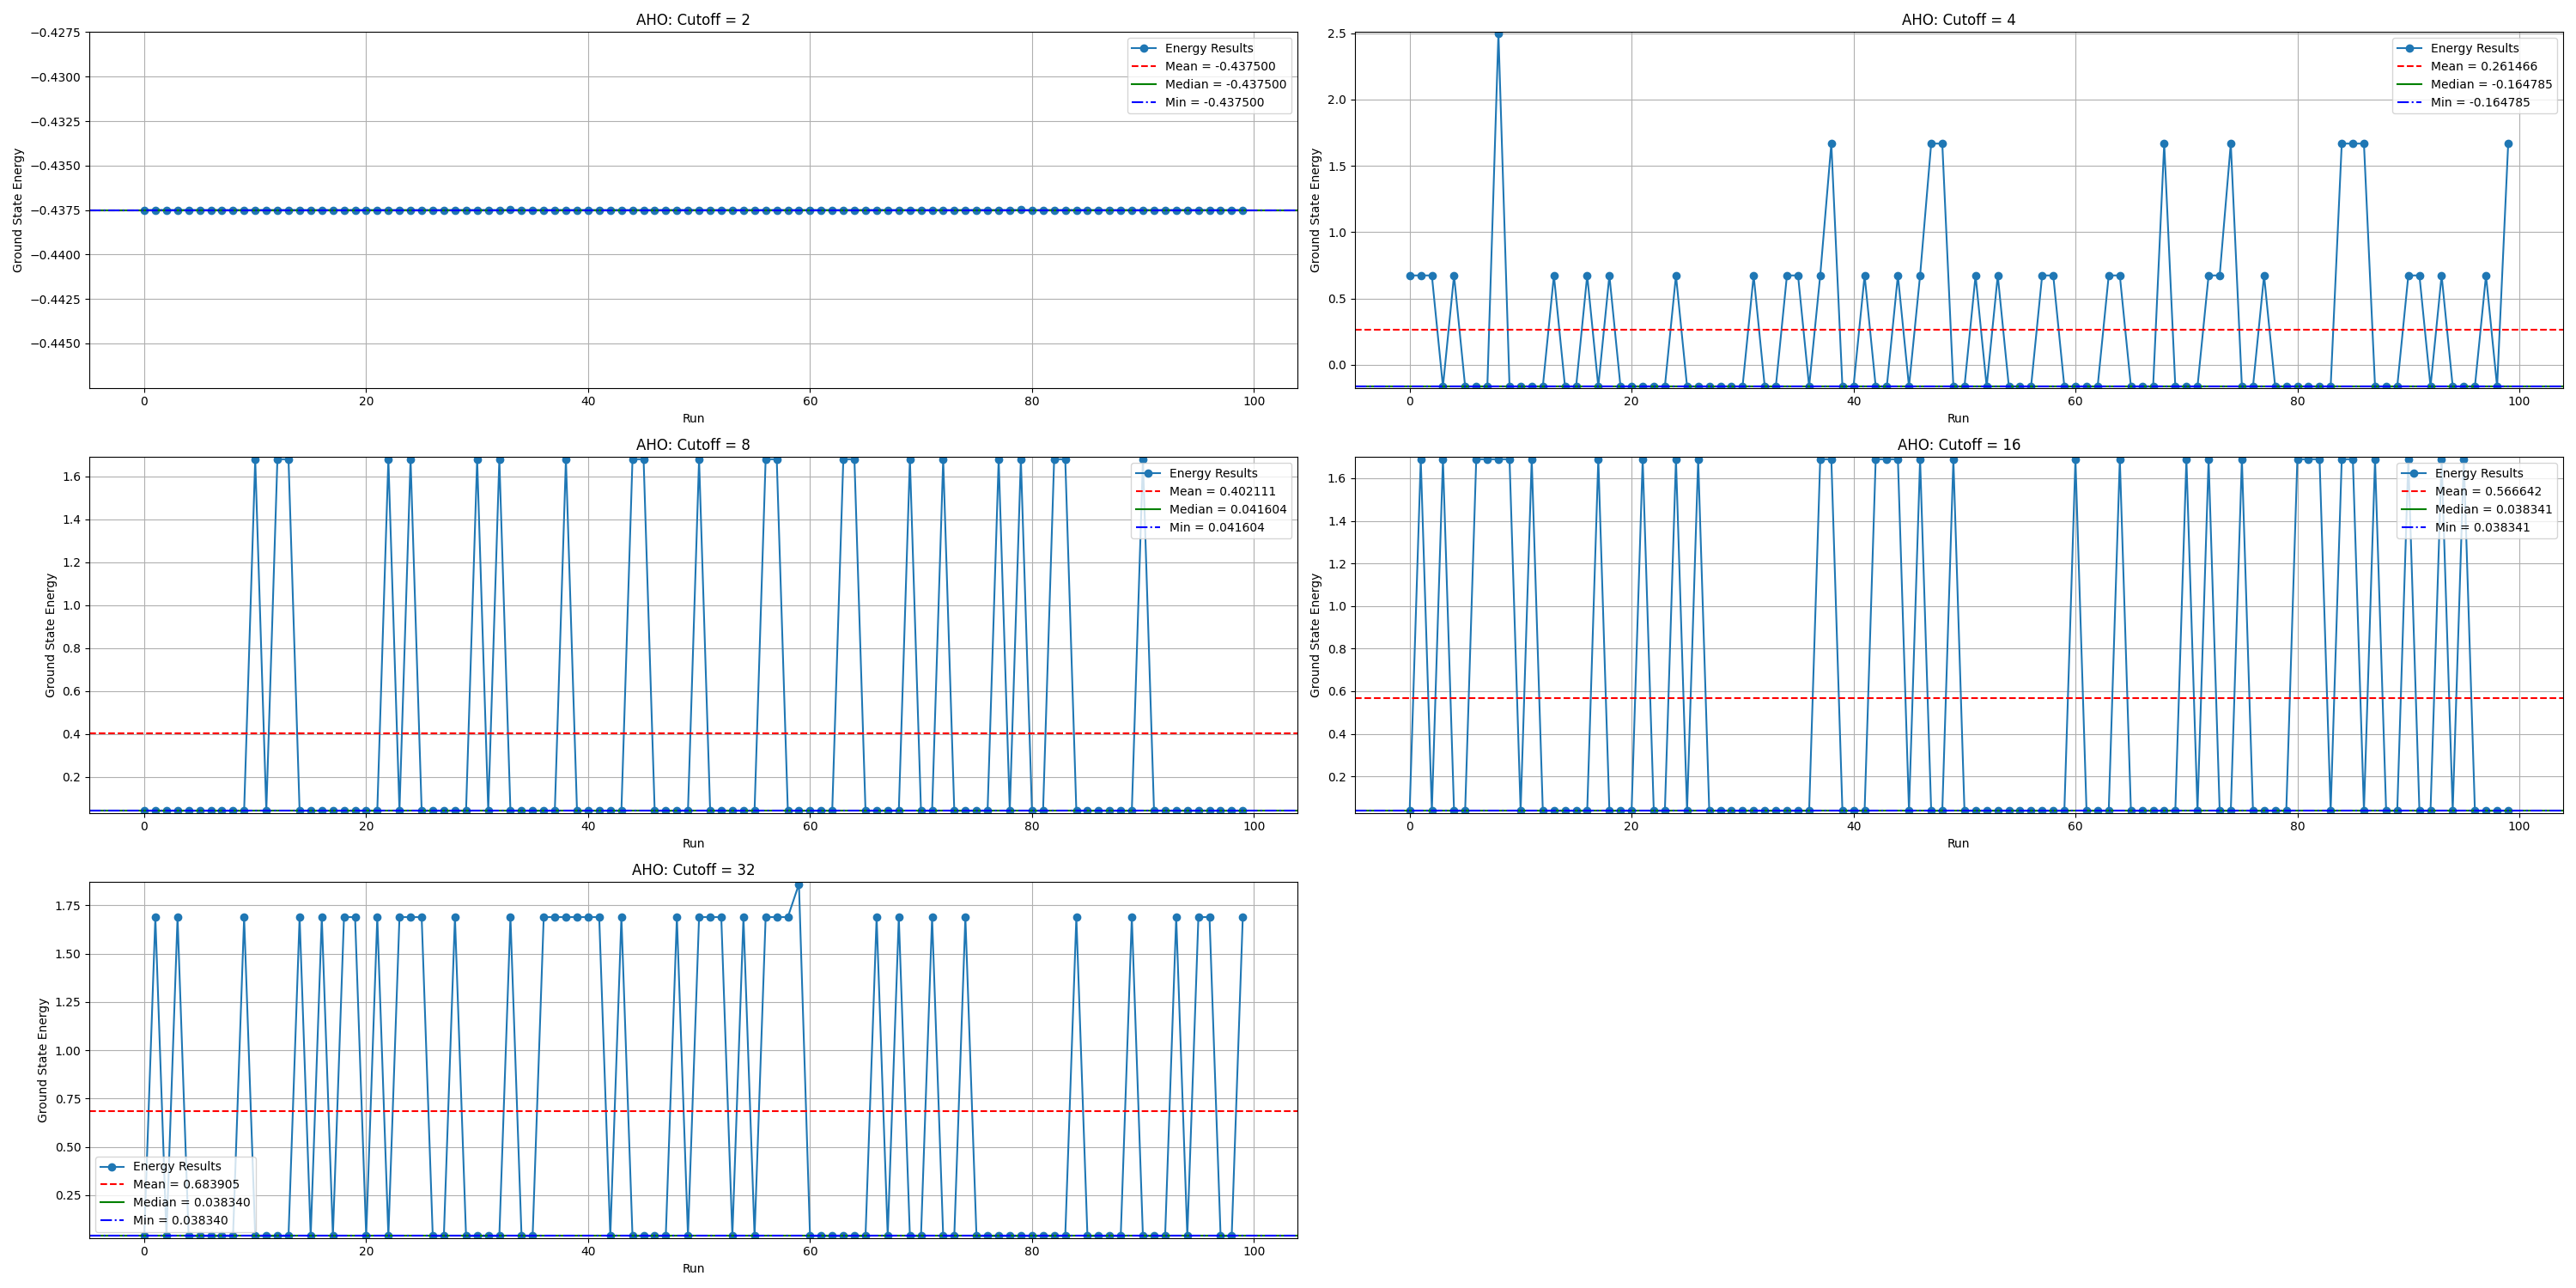 AHO: Cutoff = 2
Ground State Energy
−0.4275
−0.4300
−0.4325
−0.4350
−0.4375
−0.4400
−0.4425
−0.4450
Energy Results
Mean = -0.437500
Median = -0.437500
Min = -0.437500
0 20 40 60 80 100
Run
AHO: Cutoff = 4
Ground State Energy
2.5
2.0
1.5
1.0
0.5
0.0
Energy Results
Mean = 0.261466
Median = -0.164785
Min = -0.164785
0 20 40 60 80 100
Run
AHO: Cutoff = 8
Ground State Energy
1.6
1.4
1.2
1.0
0.8
0.6
0.4
0.2
Energy Results
Mean = 0.402111
Median = 0.041604
Min = 0.041604
0 20 40 60 80 100
Run
AHO: Cutoff = 16
Ground State Energy
1.6
1.4
1.2
1.0
0.8
0.6
0.4
0.2
Energy Results
Mean = 0.566642
Median = 0.038341
Min = 0.038341
0 20 40 60 80 100
Run
AHO: Cutoff = 32
Ground State Energy
1.75
1.50
1.25
1.00
0.75
0.50
0.25
Energy Results
Mean = 0.683905
Median = 0.038340
Min = 0.038340
0 20 40 60 80 100
Run